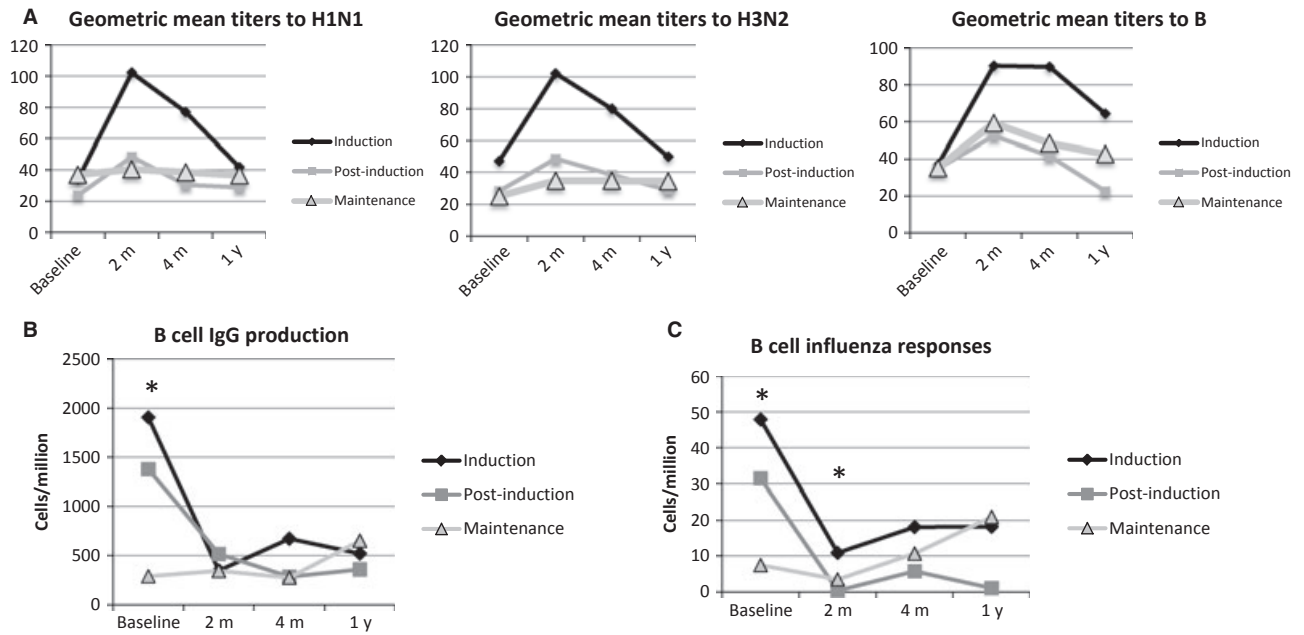 A
Geometric mean titers to H1N1
120
100
80
60
40
20
0
Baseline
2 m
4 m
1 y
Induction
Post-induction
Maintenance
Geometric mean titers to H3N2
120
100
80
60
40
20
0
Baseline
2 m
4 m
1 y
Induction
Post-induction
Maintenance
Geometric mean titers to B
100
80
60
40
20
0
Baseline
2 m
4 m
1 y
Induction
Post-induction
Maintenance
B
B cell IgG production
Cells/million
2500
2000
1500
1000
500
0
*
Baseline
2 m
4 m
1 y
Induction
Post-induction
Maintenance
C
B cell influenza responses
Cells/million
60
50
40
30
20
10
0
*
*
Baseline
2 m
4 m
1 y
Induction
Post-induction
Maintenance